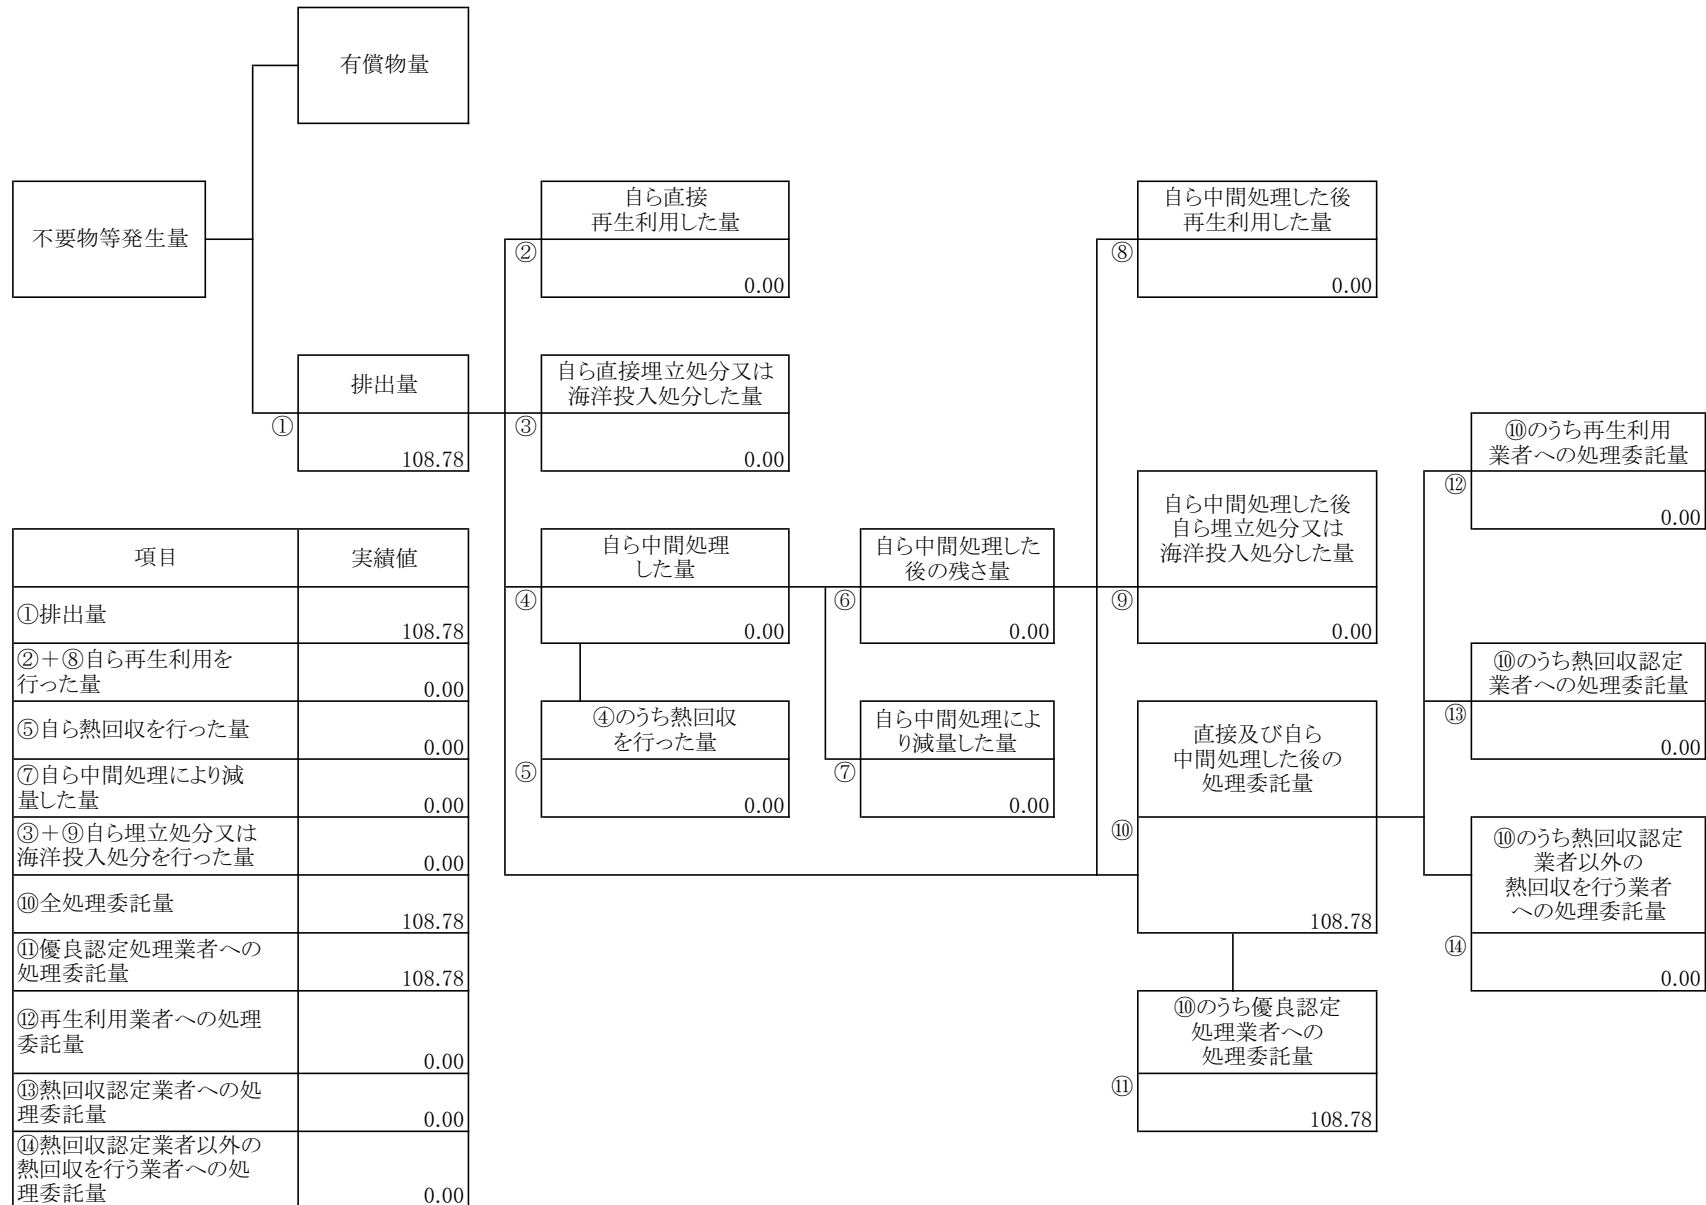 有償物量
不要物等発生量
自ら直接
再生利用した量
②
0.00
自ら中間処理した後
再生利用した量
⑧
0.00
排出量
①
108.78
自ら直接埋立処分又は
海洋投入処分した量
③
0.00
⑩のうち再生利用
業者への処理委託量
⑫
0.00
自ら中間処理した後
自ら埋立処分又は
海洋投入処分した量
⑨
0.00
自ら中間処理
した量
④
0.00
自ら中間処理した
後の残さ量
⑥
0.00
⑩のうち熱回収認定
業者への処理委託量
⑬
0.00
④のうち熱回収
を行った量
⑤
0.00
自ら中間処理によ
り減量した量
⑦
0.00
直接及び自ら
中間処理した後の
処理委託量
⑩
108.78
⑩のうち熱回収認定
業者以外の
熱回収を行う業者
への処理委託量
⑭
0.00
⑩のうち優良認定
処理業者への
処理委託量
⑪
108.78
項目 実績値
①排出量
108.78
②＋⑧自ら再生利用を
行った量
0.00
⑤自ら熱回収を行った量
0.00
⑦自ら中間処理により減
量した量
0.00
③＋⑨自ら埋立処分又は
海洋投入処分を行った量
0.00
⑩全処理委託量
108.78
⑪優良認定処理業者への
処理委託量
108.78
⑫再生利用業者への処理
委託量
0.00
⑬熱回収認定業者への処
理委託量
0.00
⑭熱回収認定業者以外の
熱回収を行う業者への処
理委託量
0.00